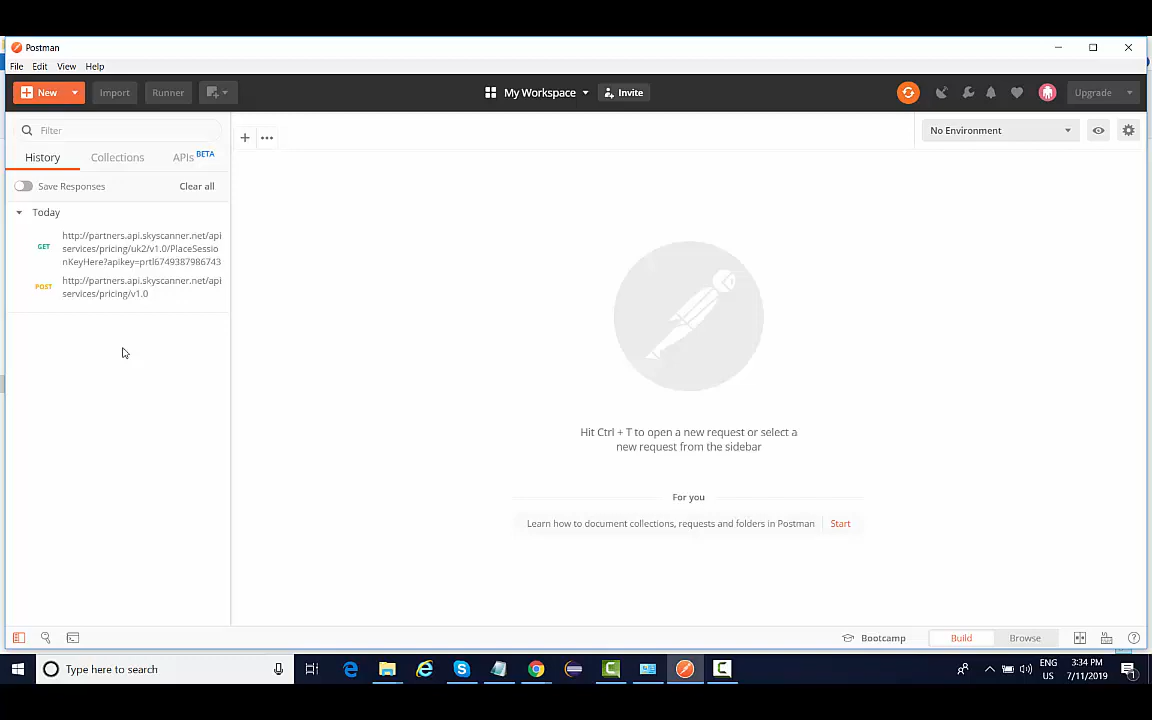 Postman
File Edit View Help
New Import Runner My Workspace Invite Upgrade
Filter
No Environment
History Collections APIs BETA
Save Responses Clear all
Today
GET http://partners.api.skyscanner.net/api
services/pricing/uk2/v1.0/PlaceSessio
nKeyHere?apikey=prtl6749387986743
POST http://partners.api.skyscanner.net/api
services/pricing/v1.0
Hit Ctrl + T to open a new request or select a
new request from the sidebar
For you
Learn how to document collections, requests and folders in Postman Start
Bootcamp Build Browse
Type here to search
ENG
US
3:34 PM
7/11/2019